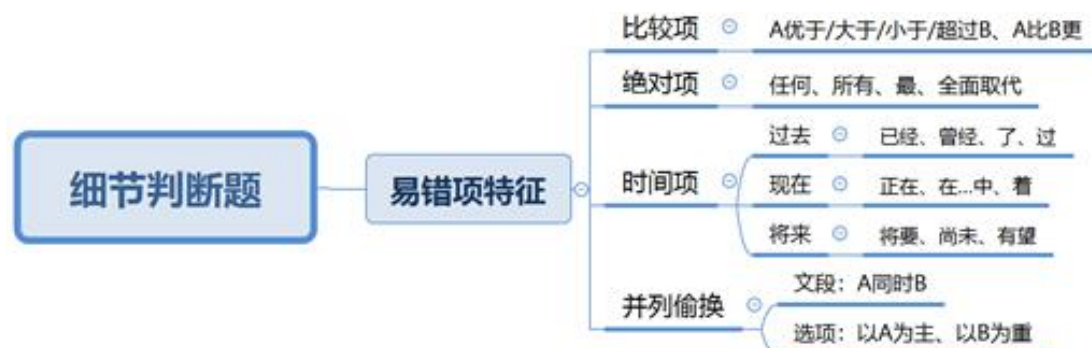 细节判断题
易错项特征
比较项
A优于/大于/小于/超过B、A比B更
绝对项
任何、所有、最、全面取代
时间项
过去
已经、曾经、了、过
现在
正在、在...中、着
将来
将要、尚未、有望
并列偷换
文段：A同时B
选项：以A为主、以B为重